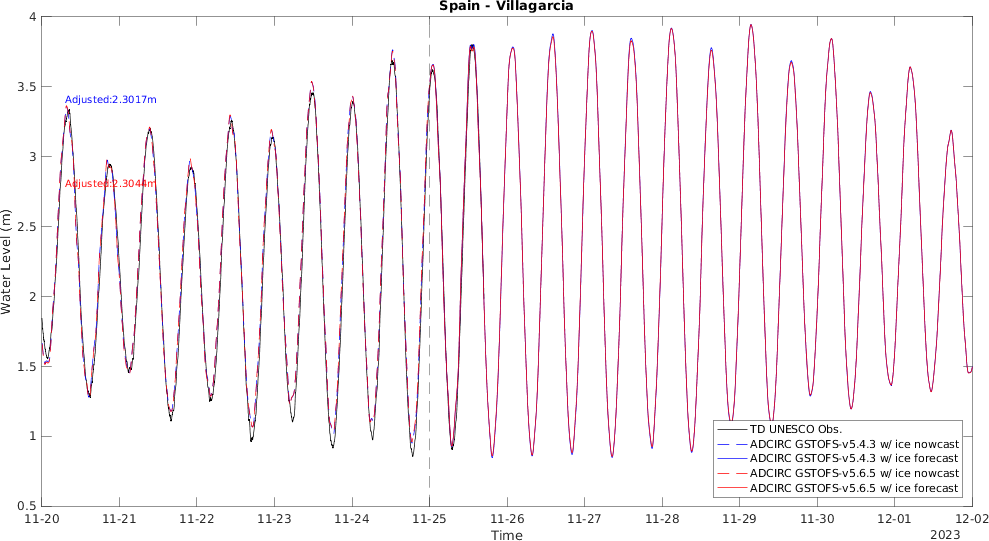 Spain - Villagarcia
4
3.5
3
2.5
2
1.5
1
0.5
Water Level (m)
Adjusted:2.3017m
Adjusted:2.3044m
TD UNESCO Obs.
ADCIRC GSTOFS-v5.4.3 w/ ice nowcast
ADCIRC GSTOFS-v5.4.3 w/ ice forecast
ADCIRC GSTOFS-v5.6.5 w/ ice nowcast
ADCIRC GSTOFS-v5.6.5 w/ ice forecast
11-20 11-21 11-22 11-23 11-24 11-25 11-26 11-27 11-28 11-29 11-30 12-01 12-02
Time
2023